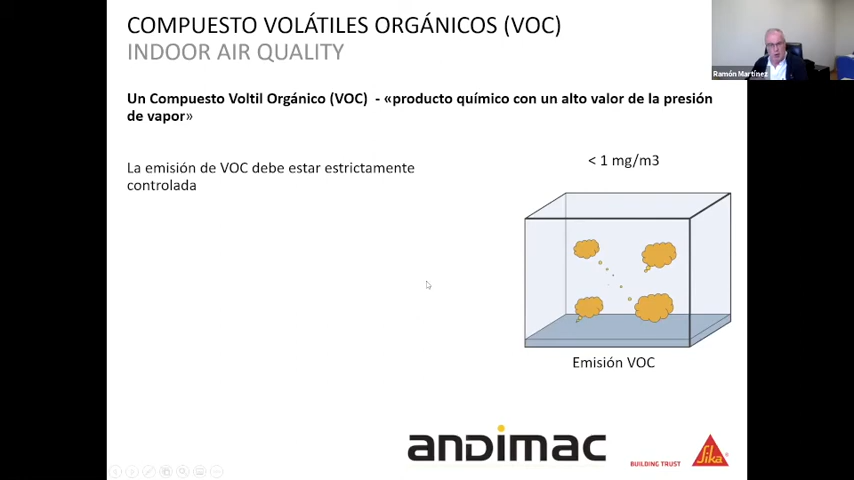 COMPUESTO VOLÁTILES ORGÁNICOS (VOC)
INDOOR AIR QUALITY
Ramón Martínez
Un Compuesto Voltil Orgánico (VOC) - «producto químico con un alto valor de la presión
de vapor»
La emisión de VOC debe estar estrictamente
controlada
< 1 mg/m3
Emisión VOC
anDimac
BUILDING TRUST
Sika